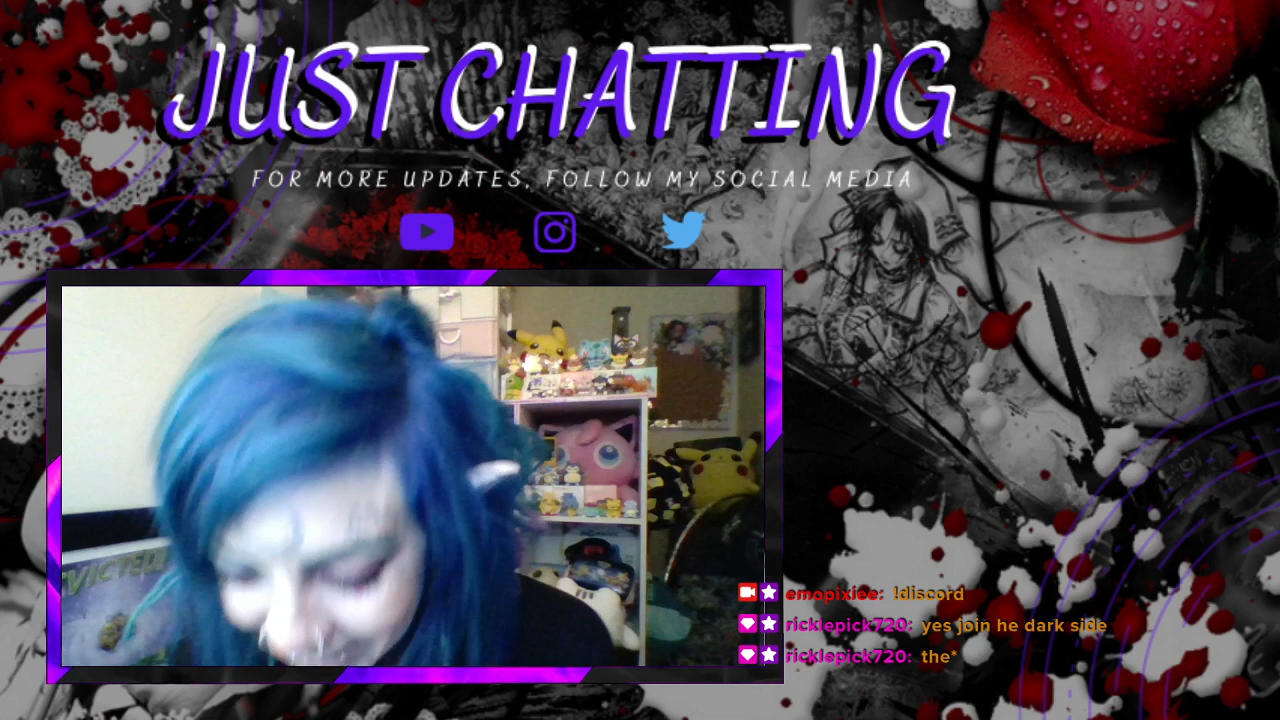 JUST CHATTING
FOR MORE UPDATES, FOLLOW MY SOCIAL MEDIA
emopixiee: !discord
ricklepick720: yes join he dark side
ricklepick720: the*